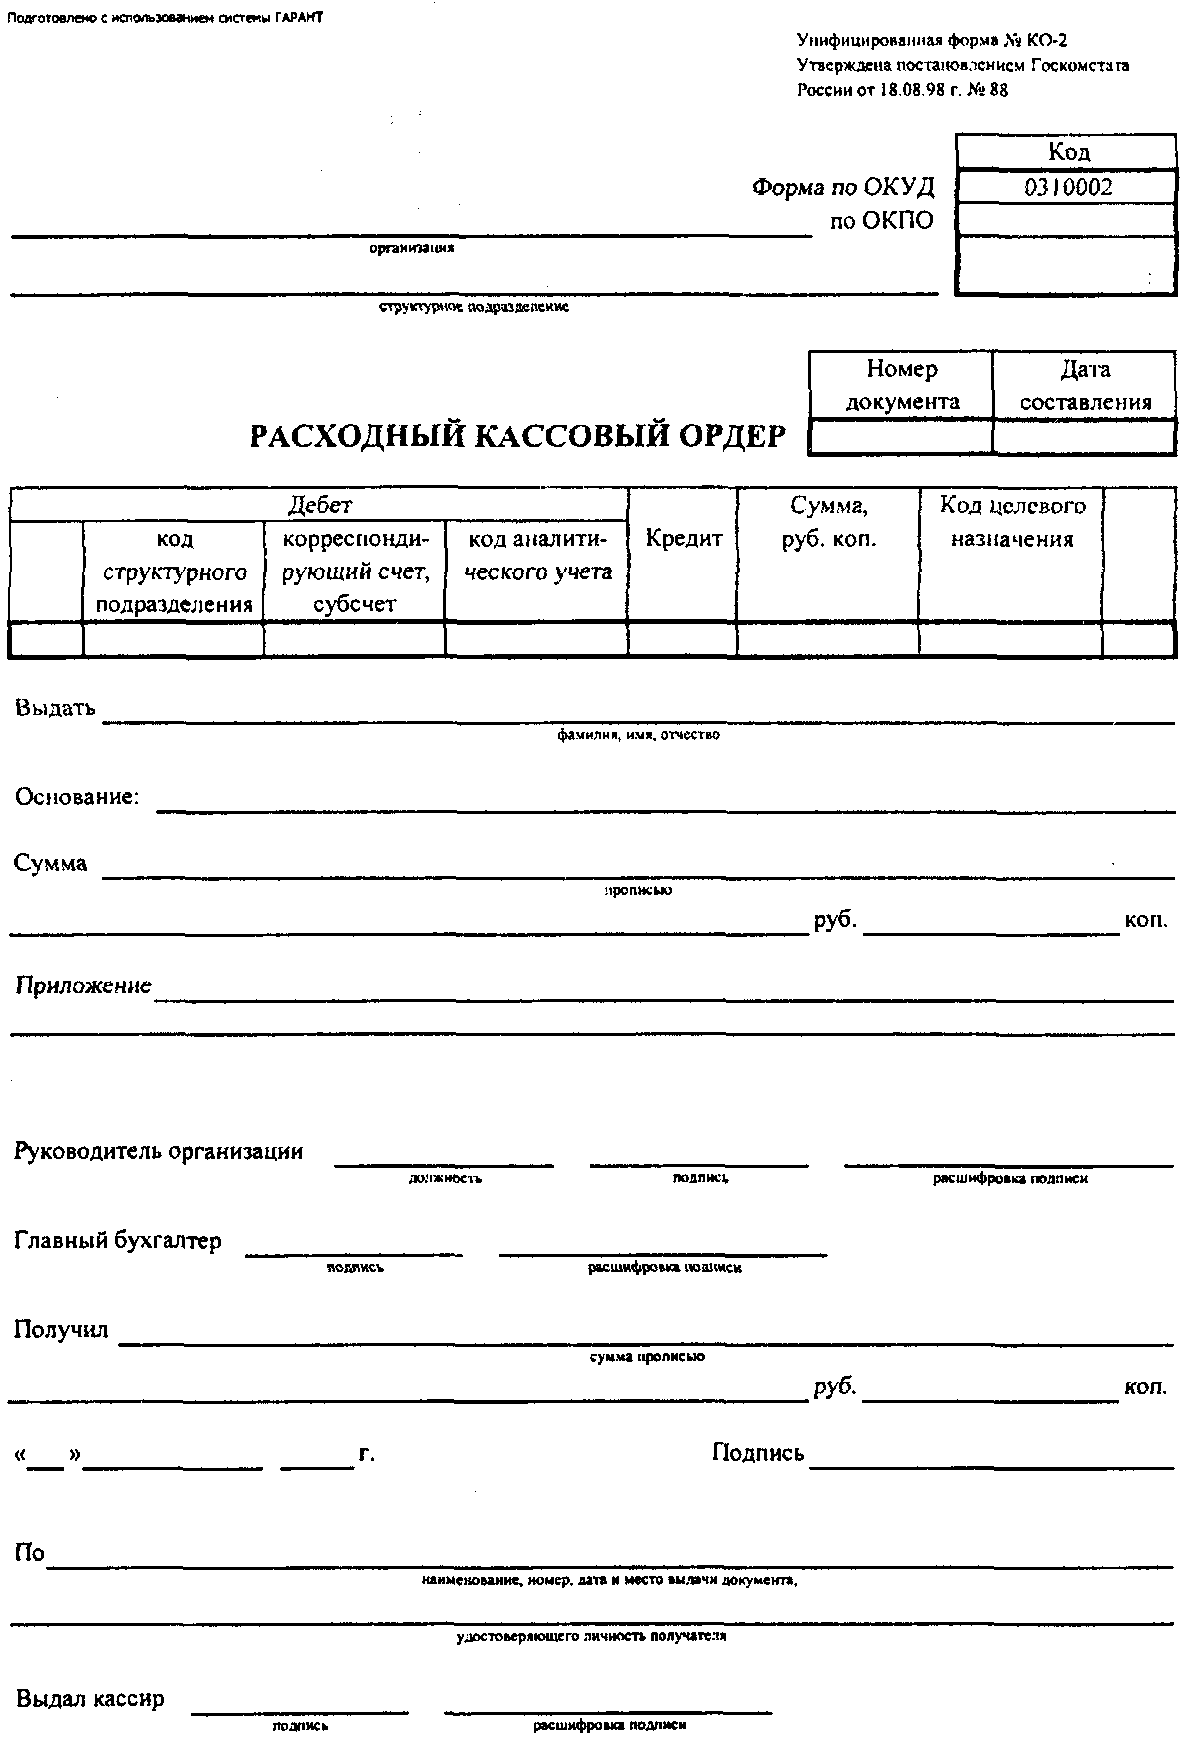 Подготовлено с использованием системы ГАРАНТ
Унифицированная форма № КО-2
Утверждена постановлением Госкомстата
России от 18.08.98 г. № 88
Код
Форма по ОКУД 0310002
по ОКПО
организация
структурное подразделение
Номер документа
Дата составления
РАСХОДНЫЙ КАССОВЫЙ ОРДЕР
Дебет
код структурного подразделения
корреспонди-
рующий счет,
субсчет
код аналити-
ческого учета
Кредит
Сумма,
руб. коп.
Код целевого
назначения
Выдать
фамилия, имя, отчество
Основание:
Сумма
прописью
руб. коп.
Приложение
Руководитель организации
должность подпись расшифровка подписи
Главный бухгалтер
подпись расшифровка подписи
Получил
сумма прописью
руб. коп.
« » г. Подпись
По
наименование, номер, дата и место выдачи документа,
удостоверяющего личность получателя
Выдал кассир
подпись расшифровка подписи